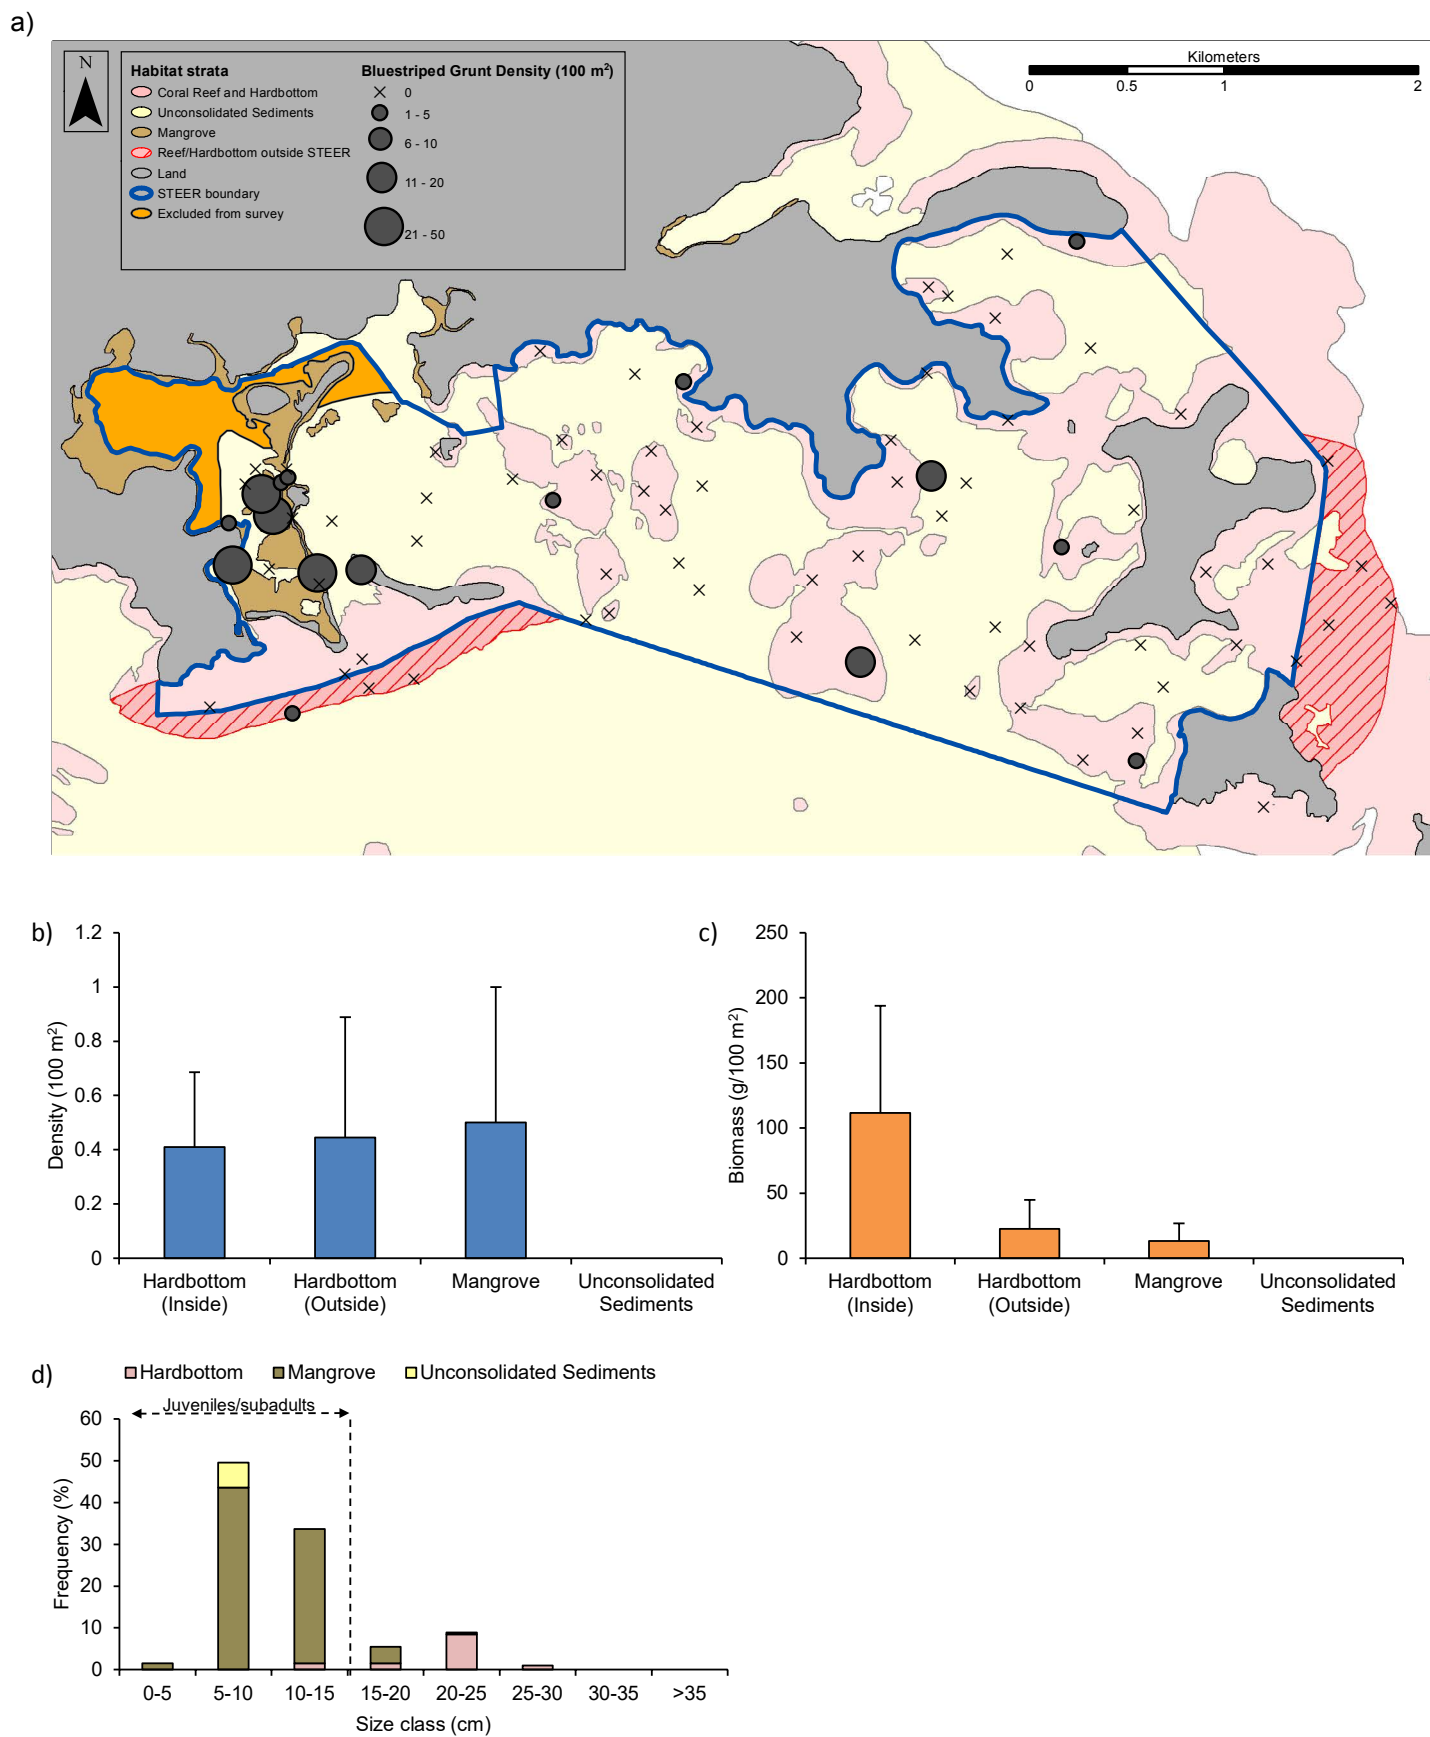 a)
N
Habitat strata
Coral Reef and Hardbottom
Unconsolidated Sediments
Mangrove
Reef/Hardbottom outside STEER
Land
STEER boundary
Excluded from survey
Bluestriped Grunt Density (100 m²)
0
1 - 5
6 - 10
11 - 20
21 - 50
Kilometers
0 0.5 1 2
b)
Density (100 m²)
1.2
1
0.8
0.6
0.4
0.2
0
Hardbottom (Inside)
Hardbottom (Outside)
Mangrove
Unconsolidated Sediments
c)
Biomass (g/100 m²)
250
200
150
100
50
0
Hardbottom (Inside)
Hardbottom (Outside)
Mangrove
Unconsolidated Sediments
d)
Hardbottom Mangrove Unconsolidated Sediments
Juveniles/subadults
Frequency (%)
60
50
40
30
20
10
0
0-5 5-10 10-15 15-20 20-25 25-30 30-35 >35
Size class (cm)